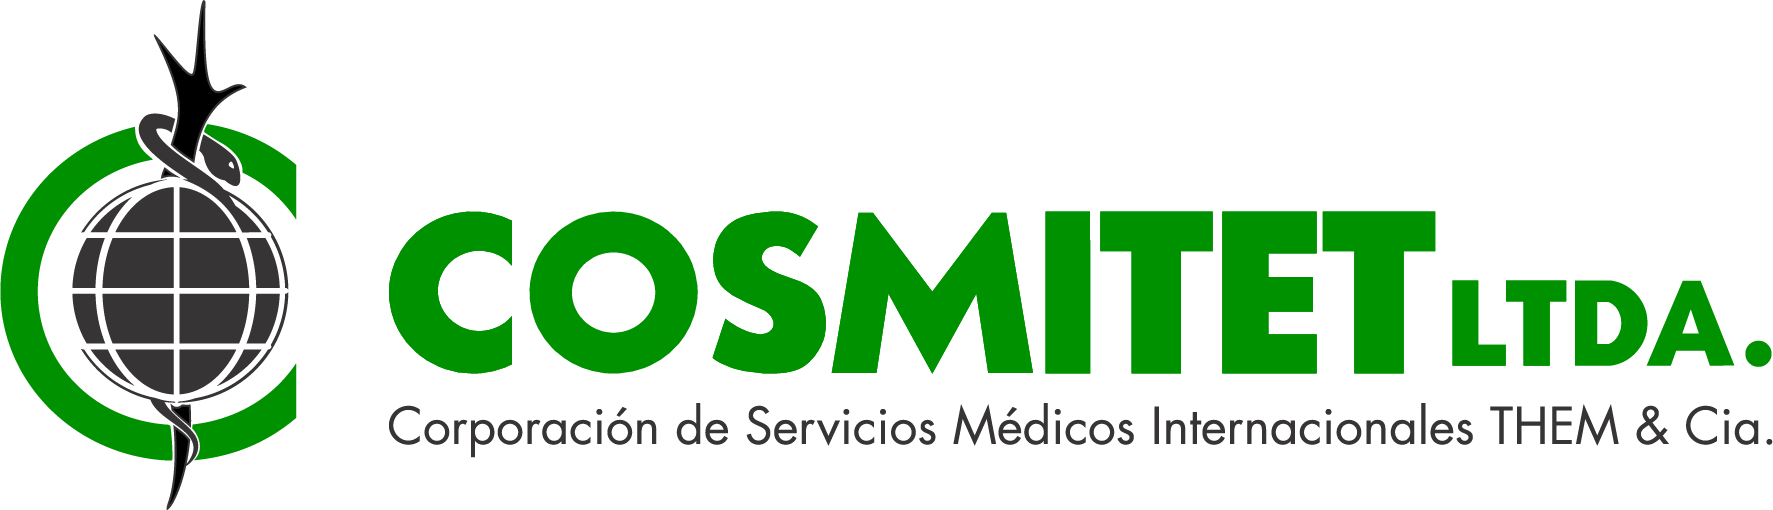 COSMITET LTDA.
Corporación de Servicios Médicos Internacionales THEM & Cia.